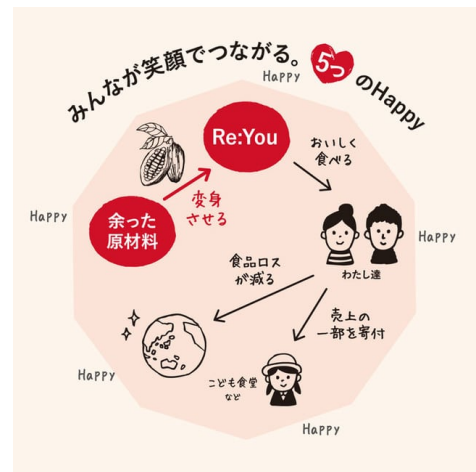 みんなが笑顔でつながる。5つのHappy
Happy
Re:You
おいしく
食べる
変身
させる
Happy
余った
原材料
Happy
わたし達
食品ロス
が減る
売上の
一部を寄付
Happy
こども食堂
など
Happy